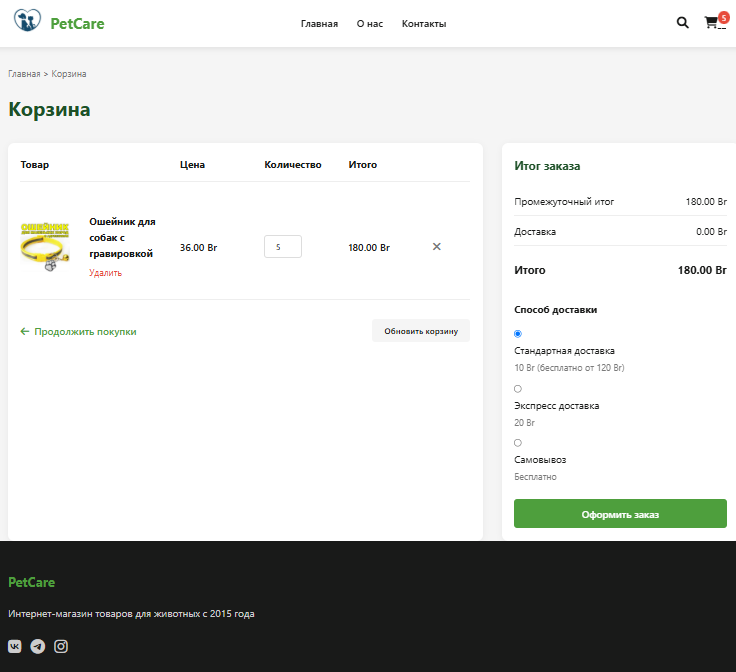 PetCare
Главная О нас Контакты
5
Главная > Корзина
Корзина
Товар Цена Количество Итого
ОШЕЙНИК
Ошейник для
собак с
гравировкой
Удалить
36.00 Br
5
180.00 Br
← Продолжить покупки
Обновить корзину
Итог заказа
Промежуточный итог 180.00 Br
Доставка 0.00 Br
Итого 180.00 Br
Способ доставки
Стандартная доставка
10 Br (бесплатно от 120 Br)
Экспресс доставка
20 Br
Самовывоз
Бесплатно
Оформить заказ
PetCare
Интернет-магазин товаров для животных с 2015 года